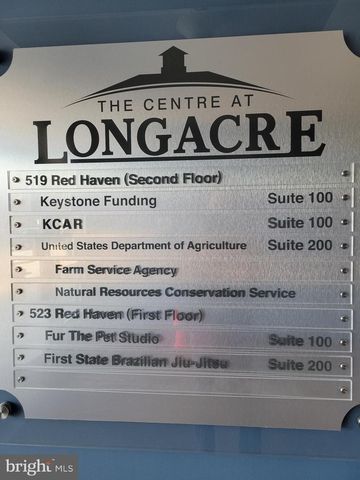 THE CENTRE AT
LONGACRE
519 Red Haven (Second Floor)
Keystone Funding Suite 100
KCAR Suite 100
United States Department of Agriculture Suite 200
Farm Service Agency
Natural Resources Conservation Service
523 Red Haven (First Floor)
Fur The Pet Studio Suite 100
First State Brazilian Jiu-Jitsu Suite 200
bright MLS